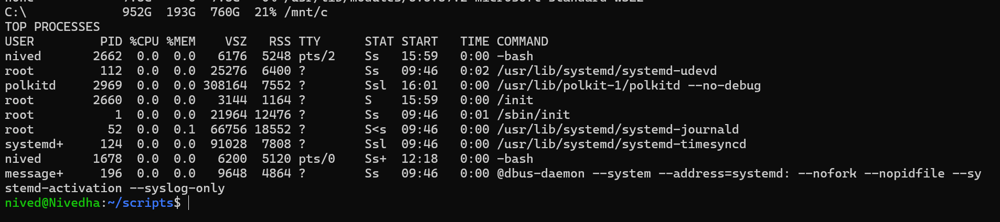 C:\             952G  193G  760G  21% /mnt/c
TOP PROCESSES
USER         PID %CPU %MEM    VSZ   RSS TTY      STAT START   TIME COMMAND
nived       2662  0.0  0.0   6176  5248 pts/2    Ss   15:59   0:00 -bash
root         112  0.0  0.0  25276  6400 ?        Ss   09:46   0:02 /usr/lib/systemd/systemd-udevd
polkitd     2969  0.0  0.0 308164  7552 ?        Ssl  16:01   0:00 /usr/lib/polkit-1/polkitd --no-debug
root        2660  0.0  0.0   3144  1164 ?        S    15:59   0:00 /init
root           1  0.0  0.0  21964 12476 ?        Ss   09:46   0:01 /sbin/init
root          52  0.0  0.1  66756 18552 ?        S<s  09:46   0:00 /usr/lib/systemd/systemd-journald
systemd+     124  0.0  0.0  91028  7808 ?        Ssl  09:46   0:00 /usr/lib/systemd/systemd-timesyncd
nived       1678  0.0  0.0   6200  5120 pts/0    Ss+  12:18   0:00 -bash
message+     196  0.0  0.0   9648  4864 ?        Ss   09:46   0:00 @dbus-daemon --system --address=systemd: --nofork --nopidfile --sy
stemd-activation --syslog-only
nived@Nivedha:~/scripts$